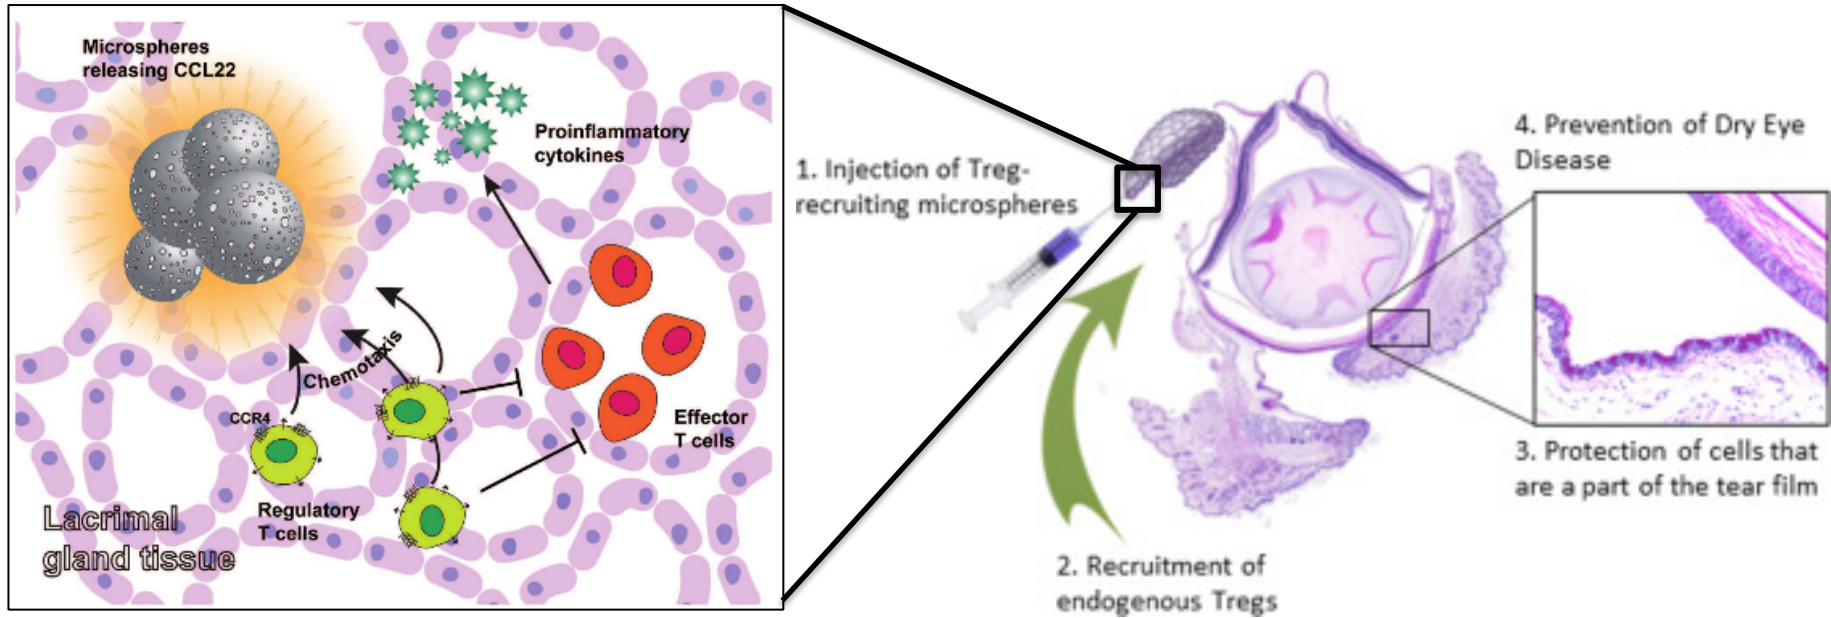 Microspheres
releasing CCL22
Proinflammatory
cytokines
Chemotaxis
CCR4
Effector
T cells
Regulatory
T cells
Lacrimal
gland tissue
1. Injection of Treg-
recruiting microspheres
2. Recruitment of
endogenous Tregs
4. Prevention of Dry Eye
Disease
3. Protection of cells that
are a part of the tear film